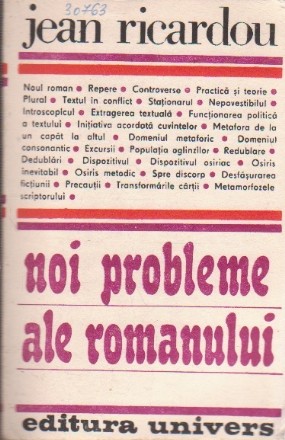 30763
jean ricardou
Noul roman • Repere • Controverse • Practică și teorie •
Plural • Textul în conflict • Staționarul • Nepovestibilul •
Introscopicul • Extragerea textuală • Funcționarea politică
a textului • Inițiativa acordată cuvintelor • Metafora de la
un capăt la altul • Domeniul metaforic • Domeniul
consonantic • Excursii • Populația oglinzilor • Redublare •
Dedublări • Dispozitivul • Dispozitivul osiriac • Osiris
inevitabil • Osiris metodic • Spre discorp • Desfășurarea
ficțiunii • Precauții • Transformările cărții • Metamorfozele
scriptorului •
noi probleme
ale romanului
editura univers